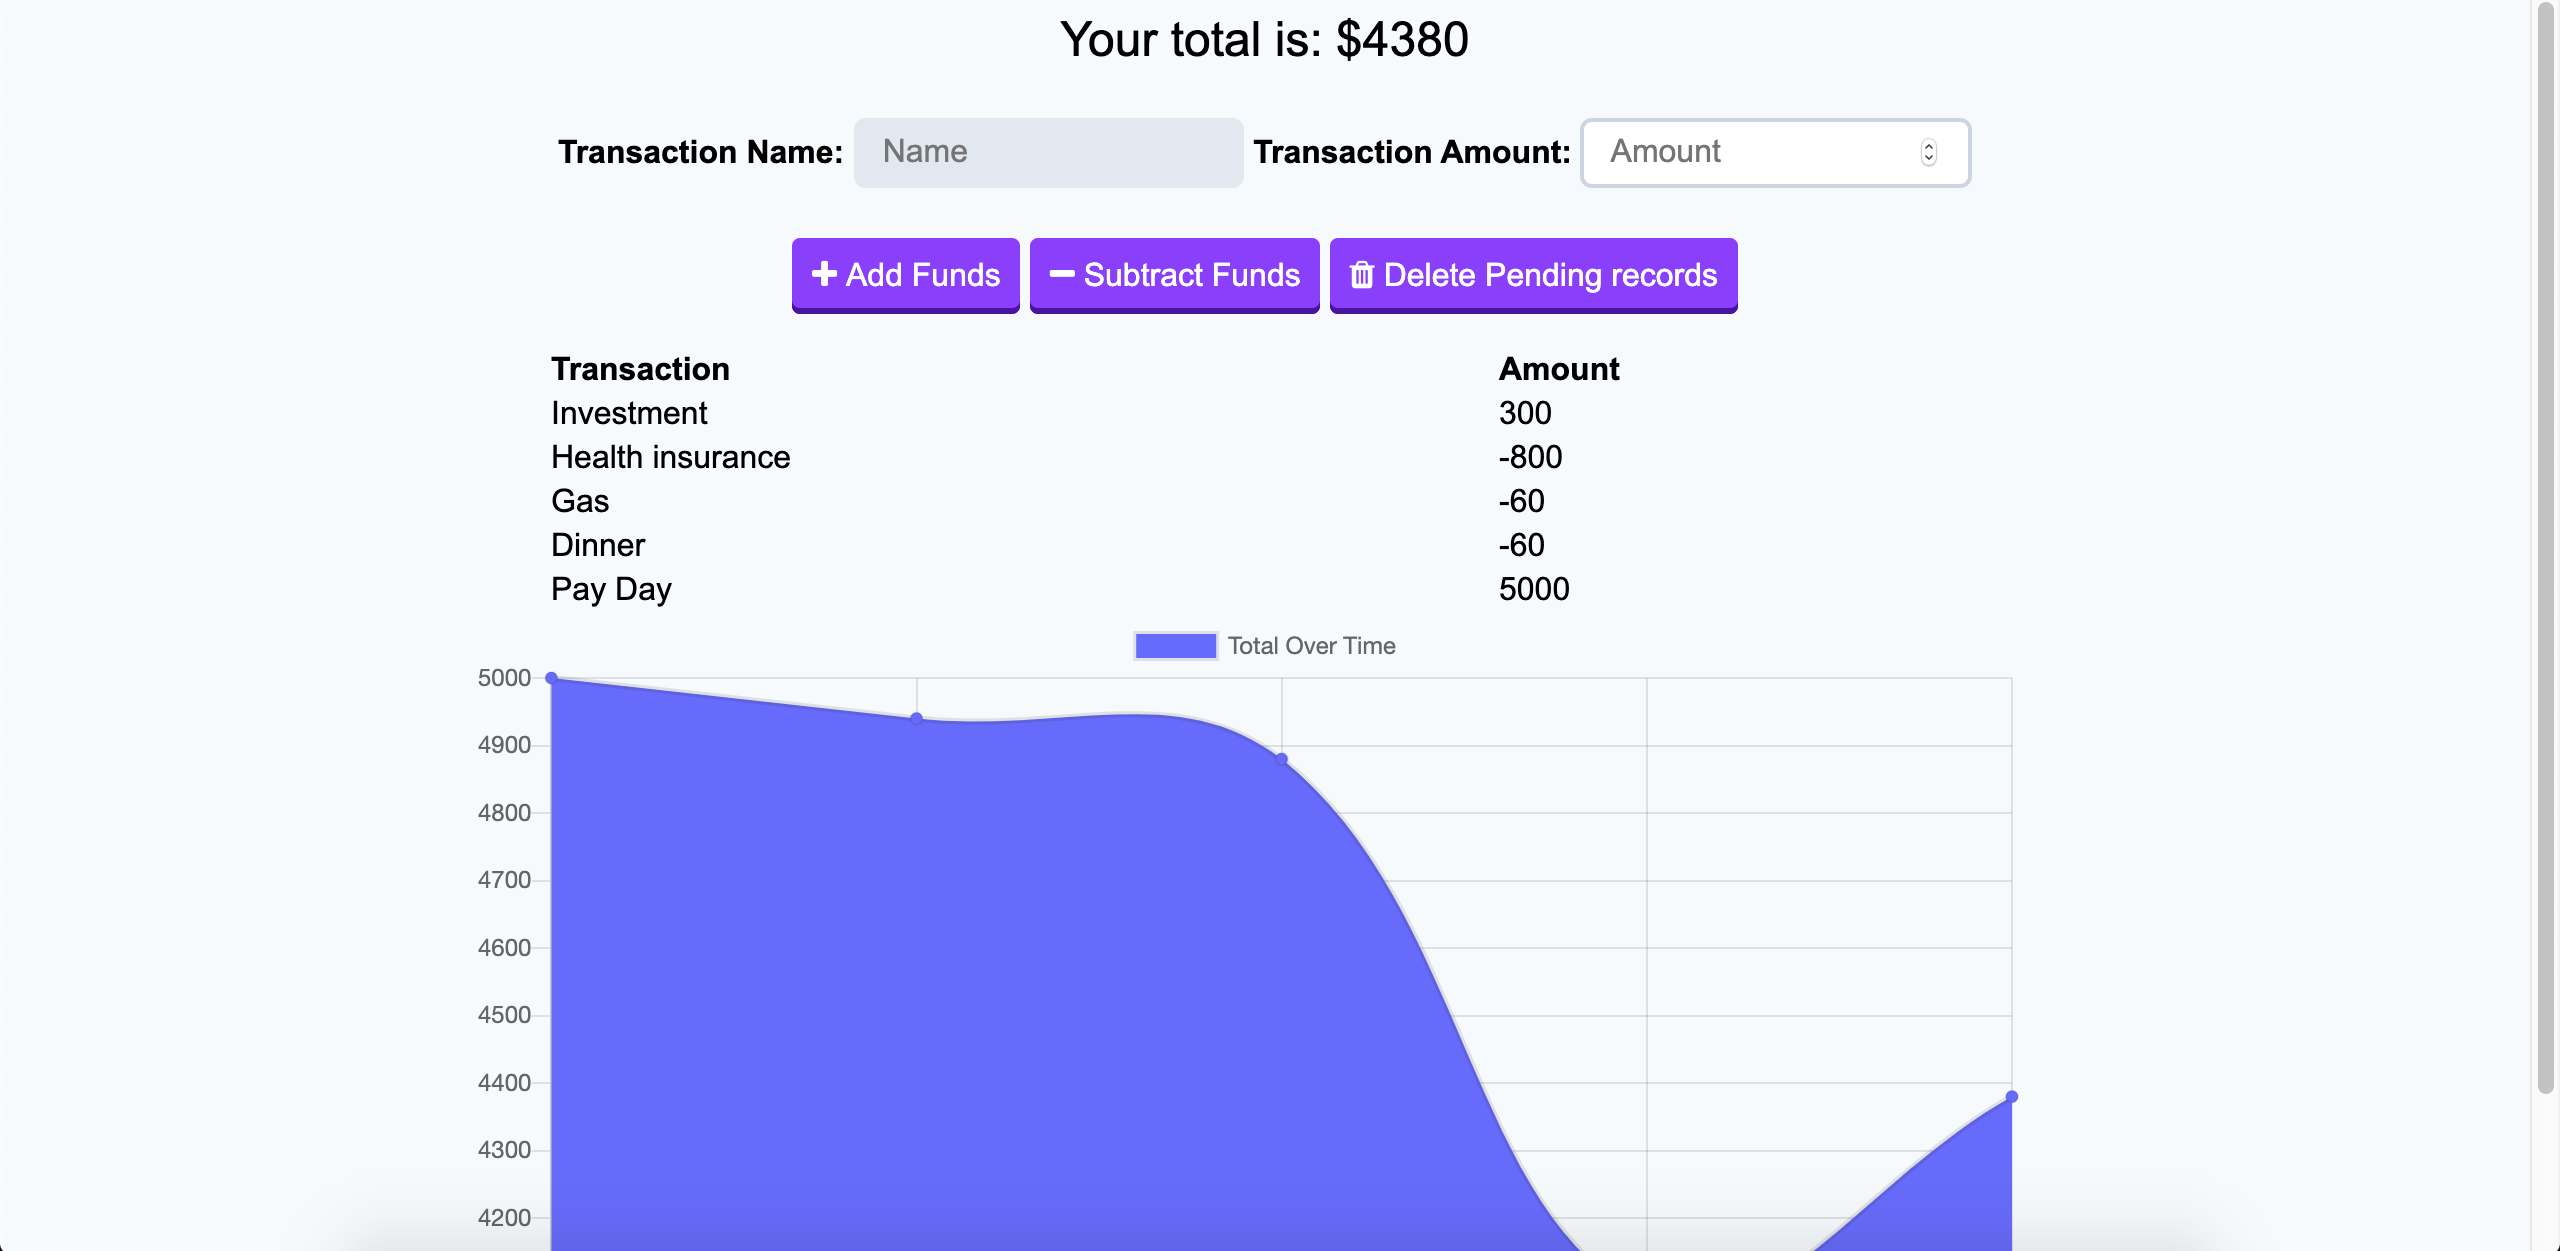 Your total is: $4380
Transaction Name: Name Transaction Amount: Amount
Add Funds Subtract Funds Delete Pending records
Transaction Amount
Investment 300
Health insurance -800
Gas -60
Dinner -60
Pay Day 5000
Total Over Time
5000
4900
4800
4700
4600
4500
4400
4300
4200